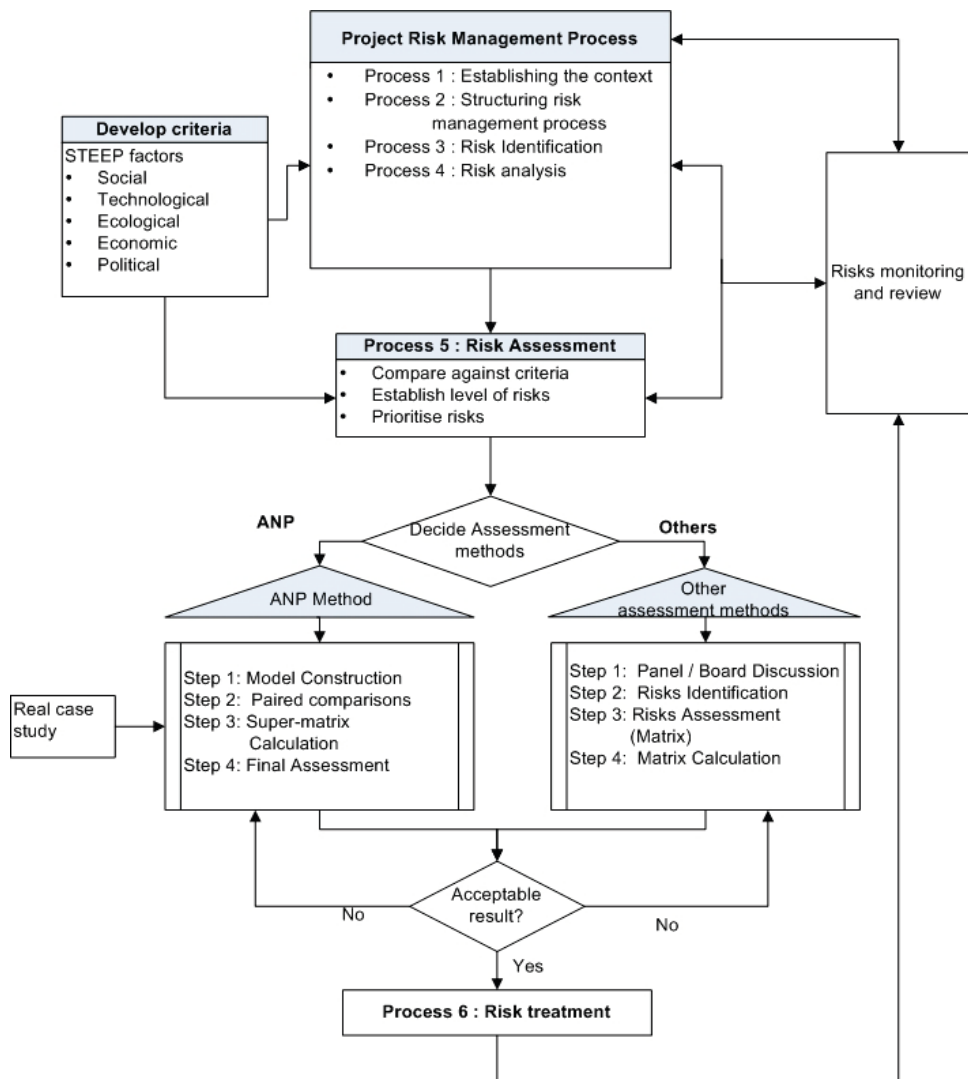 Project Risk Management Process
• Process 1 : Establishing the context
• Process 2 : Structuring risk
management process
• Process 3 : Risk Identification
• Process 4 : Risk analysis
Develop criteria
STEEP factors
• Social
• Technological
• Ecological
• Economic
• Political
Risks monitoring
and review
Process 5 : Risk Assessment
• Compare against criteria
• Establish level of risks
• Prioritise risks
Decide Assessment
methods
ANP
Others
ANP Method
Other
assessment methods
Real case
study
Step 1: Model Construction
Step 2: Paired comparisons
Step 3: Super-matrix
Calculation
Step 4: Final Assessment
Step 1: Panel / Board Discussion
Step 2: Risks Identification
Step 3: Risks Assessment
(Matrix)
Step 4: Matrix Calculation
Acceptable
result?
No
No
Yes
Process 6 : Risk treatment